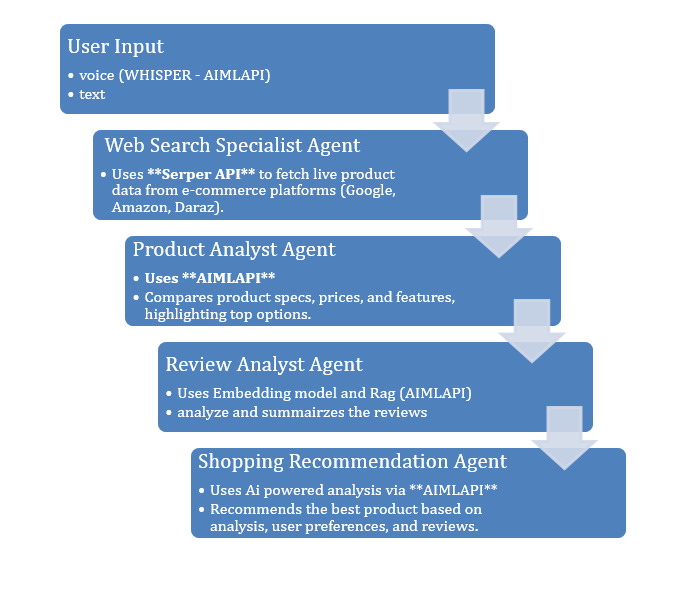 User Input
• voice (WHISPER - AIMLAPI)
• text
Web Search Specialist Agent
• Uses **Serper API** to fetch live product
data from e-commerce platforms (Google,
Amazon, Daraz).
Product Analyst Agent
• Uses **AIMLAPI**
• Compares product specs, prices, and features,
highlighting top options.
Review Analyst Agent
• Uses Embedding model and Rag (AIMLAPI)
• analyze and summairzes the reviews
Shopping Recommendation Agent
• Uses Ai powered analysis via **AIMLAPI**
• Recommends the best product based on
analysis, user preferences, and reviews.